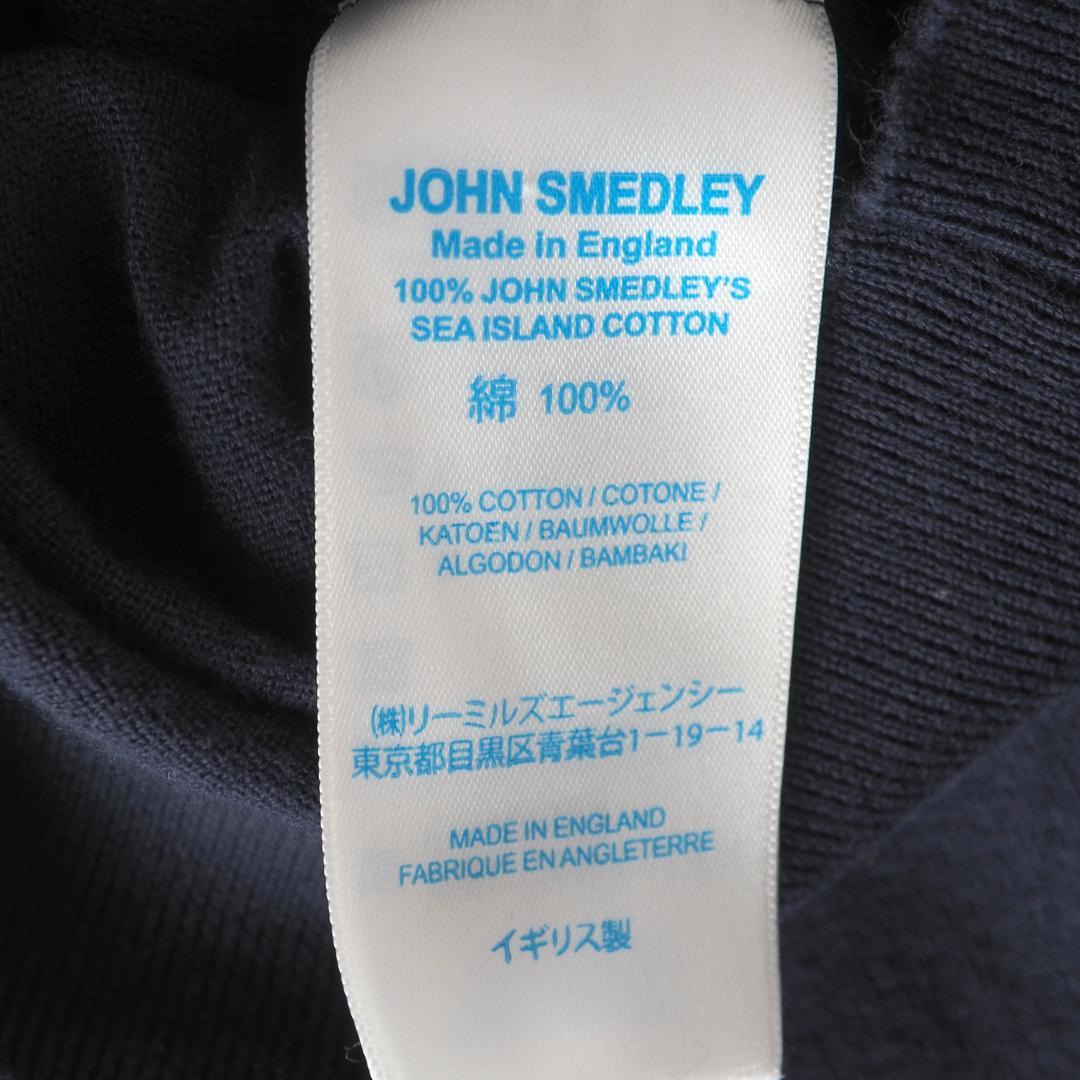 JOHN SMEDLEY
Made in England
100% JOHN SMEDLEY'S
SEA ISLAND COTTON
綿 100%
100% COTTON / COTONE /
KATOEN / BAUMWOLLE /
ALGODON / BAMBAKI
(株)リーミルズエージェンシー
東京都目黒区青葉台1-19-14
MADE IN ENGLAND
FABRIQUE EN ANGLETERRE
イギリス製